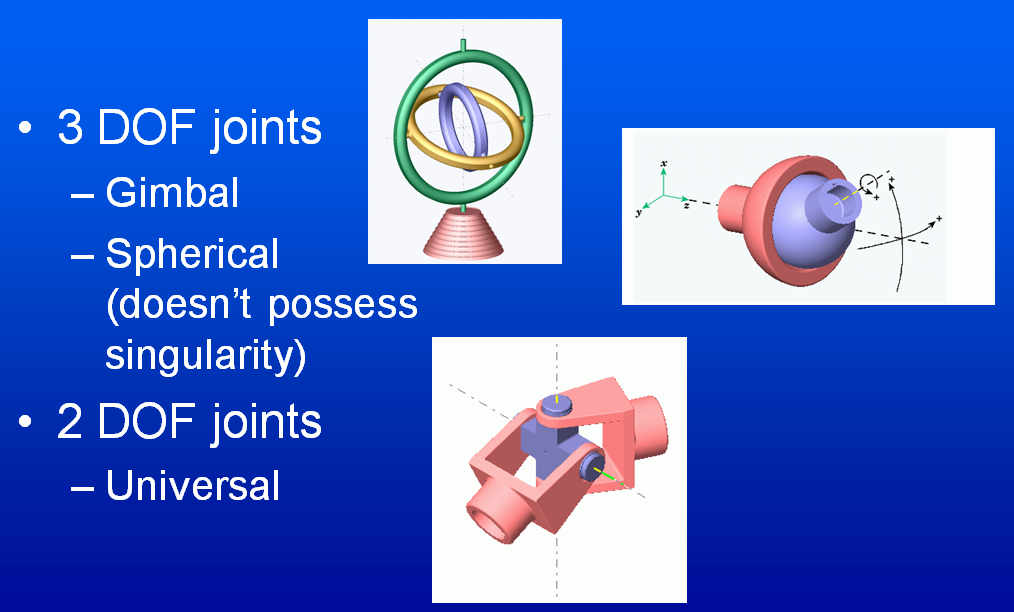 • 3 DOF joints
– Gimbal
– Spherical
(doesn't possess
singularity)
• 2 DOF joints
– Universal
x
y
z
+
+
+